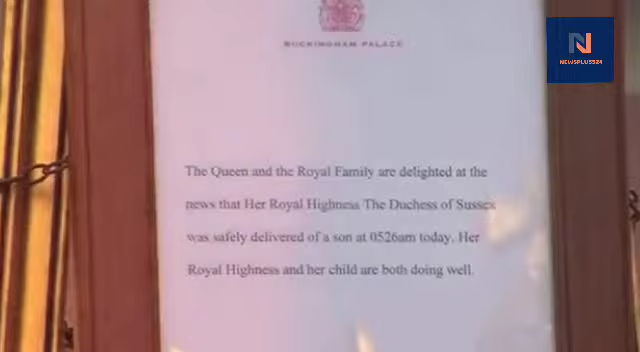 BUCKINGHAM PALACE
N
NEWSPLUSS24
The Queen and the Royal Family are delighted at the
news that Her Royal Highness The Duchess of Sussex
was safely delivered of a son at 0526am today. Her
Royal Highness and her child are both doing well.